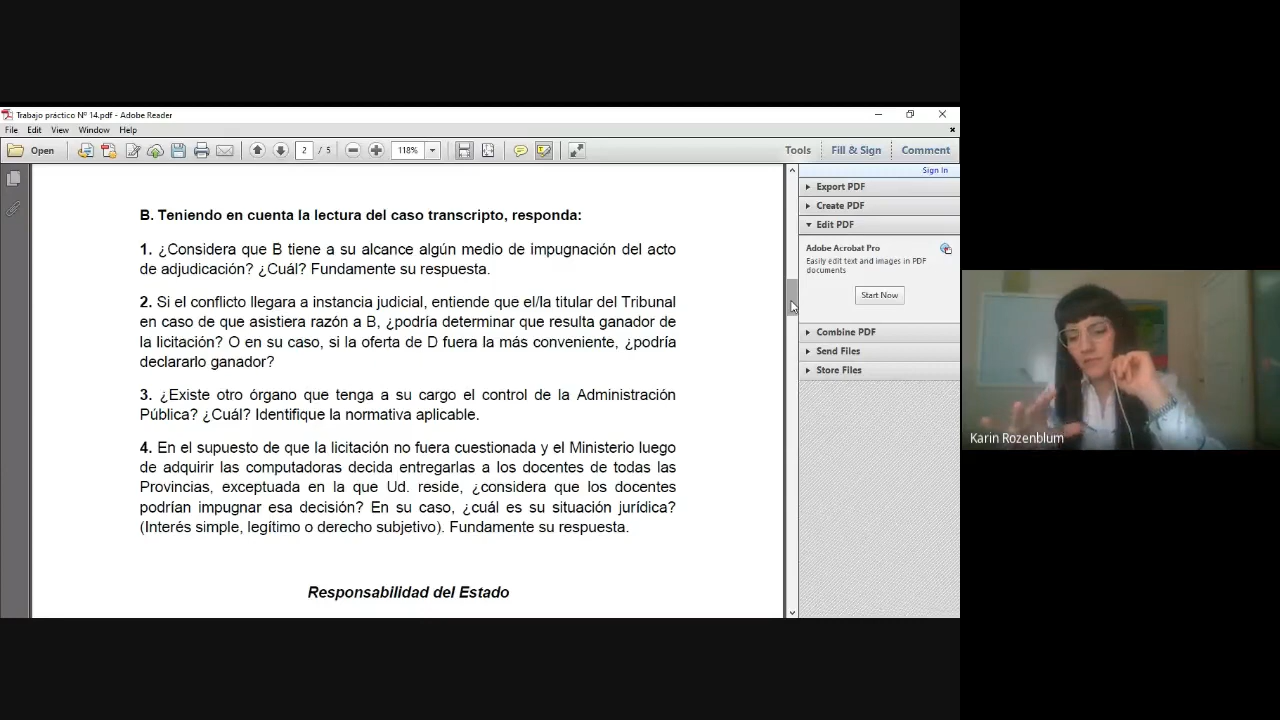 Trabajo práctico Nº 14.pdf - Adobe Reader
File Edit View Window Help
Open 2 / 5 118% Tools Fill & Sign Comment
Sign In
Export PDF
Create PDF
Edit PDF
Adobe Acrobat Pro
Easily edit text and images in PDF
documents
Start Now
Combine PDF
Send Files
Store Files
B. Teniendo en cuenta la lectura del caso transcripto, responda:
1. ¿Considera que B tiene a su alcance algún medio de impugnación del acto
de adjudicación? ¿Cuál? Fundamente su respuesta.
2. Si el conflicto llegara a instancia judicial, entiende que el/la titular del Tribunal
en caso de que asistiera razón a B, ¿podría determinar que resulta ganador de
la licitación? O en su caso, si la oferta de D fuera la más conveniente, ¿podría
declararlo ganador?
3. ¿Existe otro órgano que tenga a su cargo el control de la Administración
Pública? ¿Cuál? Identifique la normativa aplicable.
4. En el supuesto de que la licitación no fuera cuestionada y el Ministerio luego
de adquirir las computadoras decida entregarlas a los docentes de todas las
Provincias, exceptuada en la que Ud. reside, ¿considera que los docentes
podrían impugnar esa decisión? En su caso, ¿cuál es su situación jurídica?
(Interés simple, legítimo o derecho subjetivo). Fundamente su respuesta.
Responsabilidad del Estado
Karin Rozenblum